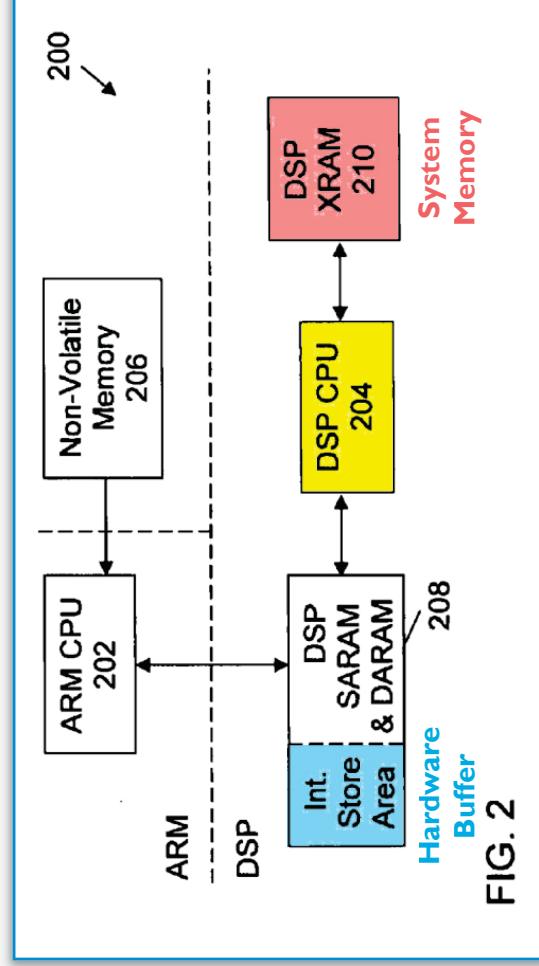 200
ARM CPU
202
Non-Volatile
Memory
206
ARM
DSP
Int.
Store
Area
DSP
SARAM
& DARAM
208
DSP CPU
204
DSP
XRAM
210
Hardware
Buffer
System
Memory
FIG. 2